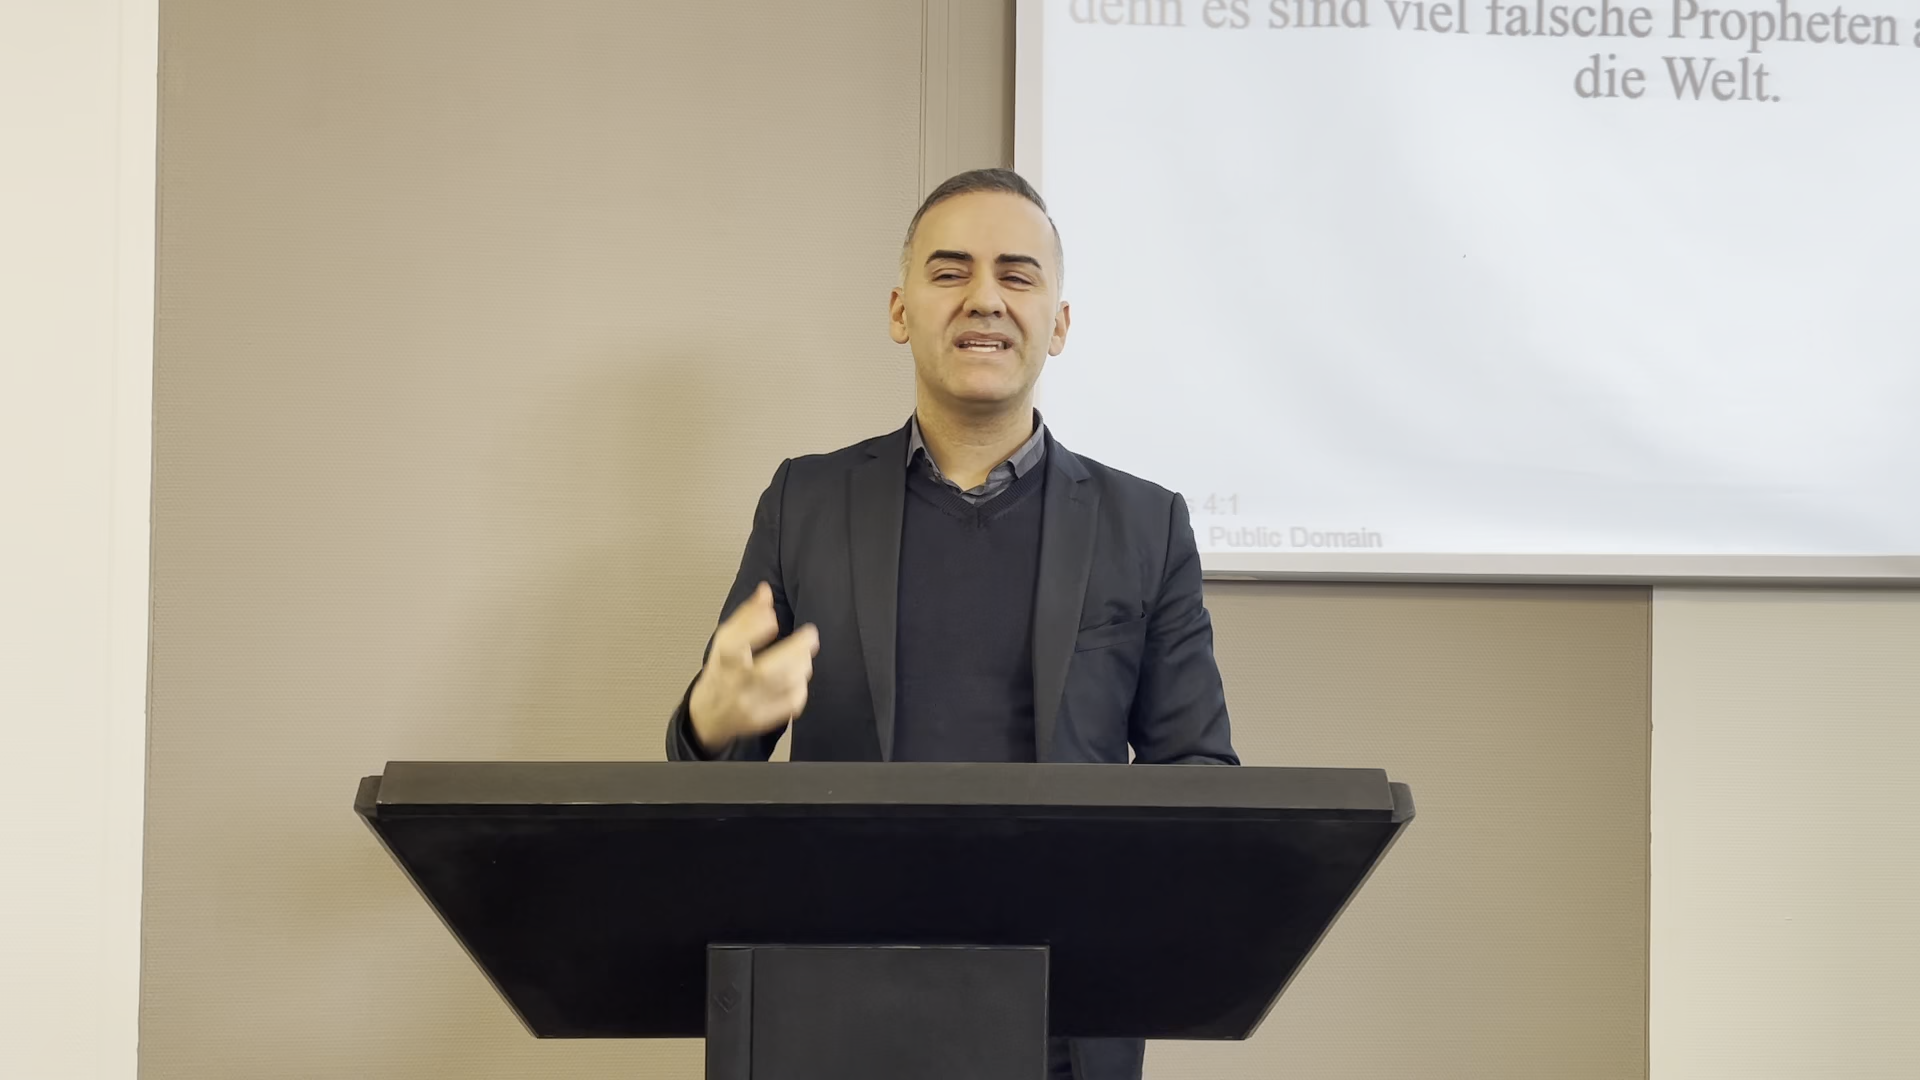 denn es sind viel falsche Propheten
die Welt.
4:1
Public Domain